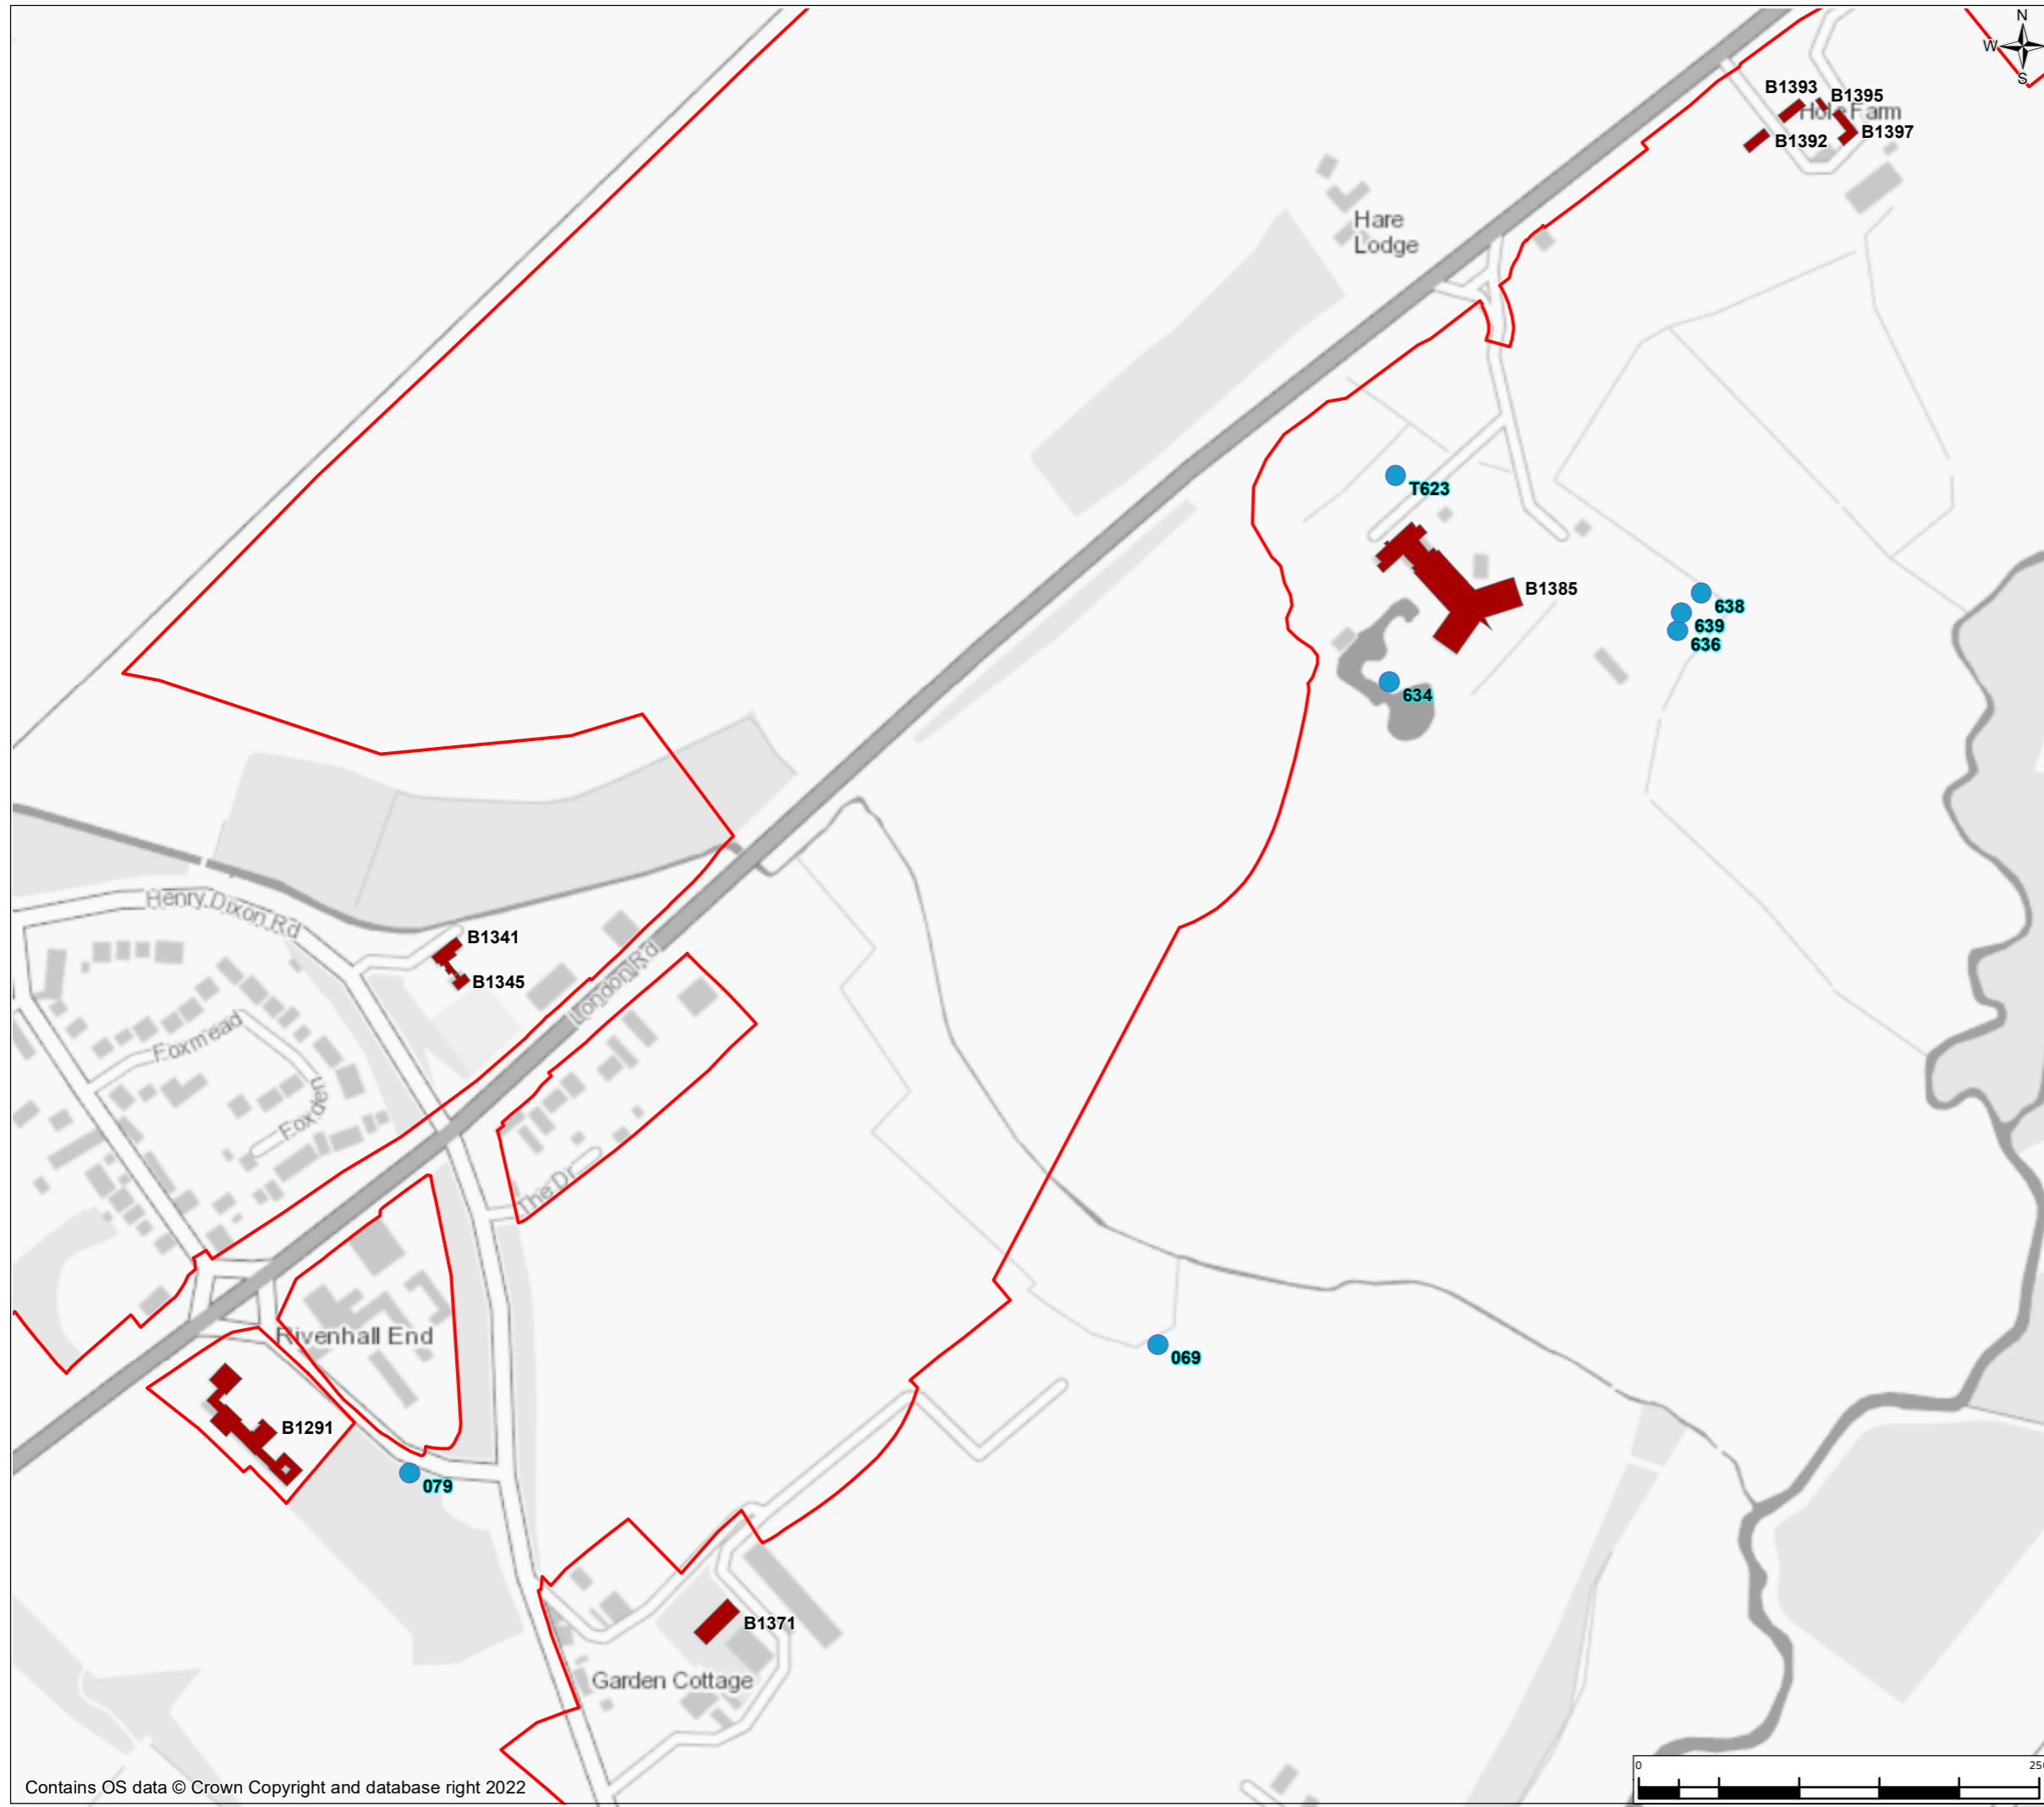 N
W
S
B1393
B1395
Hole Farm
B1397
B1392
Hare
Lodge
T623
B1385
638
639
636
634
Henry Dixon Rd
B1341
B1345
London Rd
Foxmead
Foxden
The Dr
069
Rivenhall End
B1291
079
B1371
Garden Cottage
0
250
Contains OS data © Crown Copyright and database right 2022